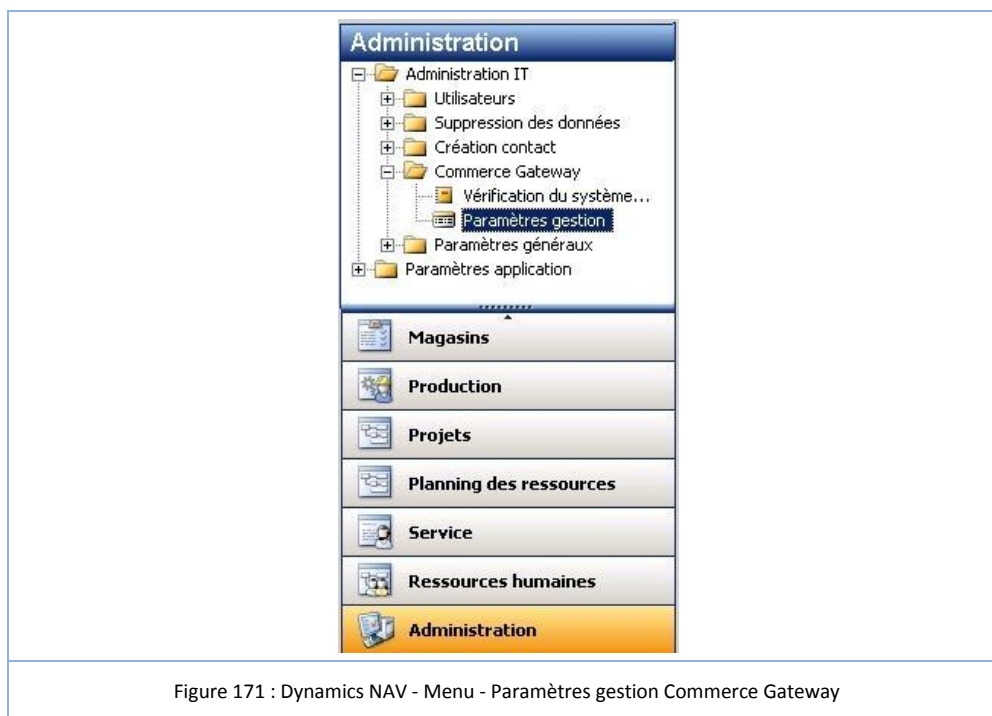 Administration
Administration IT
Utilisateurs
Suppression des données
Création contact
Commerce Gateway
Vérification du système...
Paramètres gestion
Paramètres généraux
Paramètres application
Magasins
Production
Projets
Planning des ressources
Service
Ressources humaines
Administration
Figure 171 : Dynamics NAV - Menu - Paramètres gestion Commerce Gateway